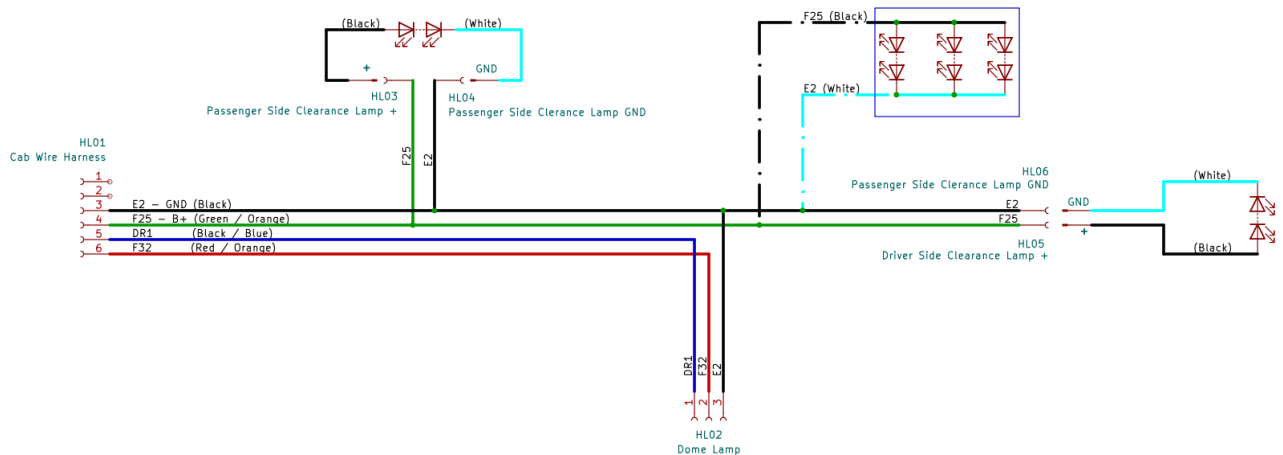 (Black)
(White)
+
GND
HL03
Passenger Side Clearance Lamp +
HL04
Passenger Side Clerance Lamp GND
F25 (Black)
E2 (White)
HL01
Cab Wire Harness
1
2
3
4
5
6
E2 – GND (Black)
F25 – B+ (Green / Orange)
DR1 (Black / Blue)
F32 (Red / Orange)
F25
E2
HL06
Passenger Side Clerance Lamp GND
E2
F25
GND
+
HL05
Driver Side Clearance Lamp +
(White)
(Black)
DR1
F32
E2
1
2
3
HL02
Dome Lamp